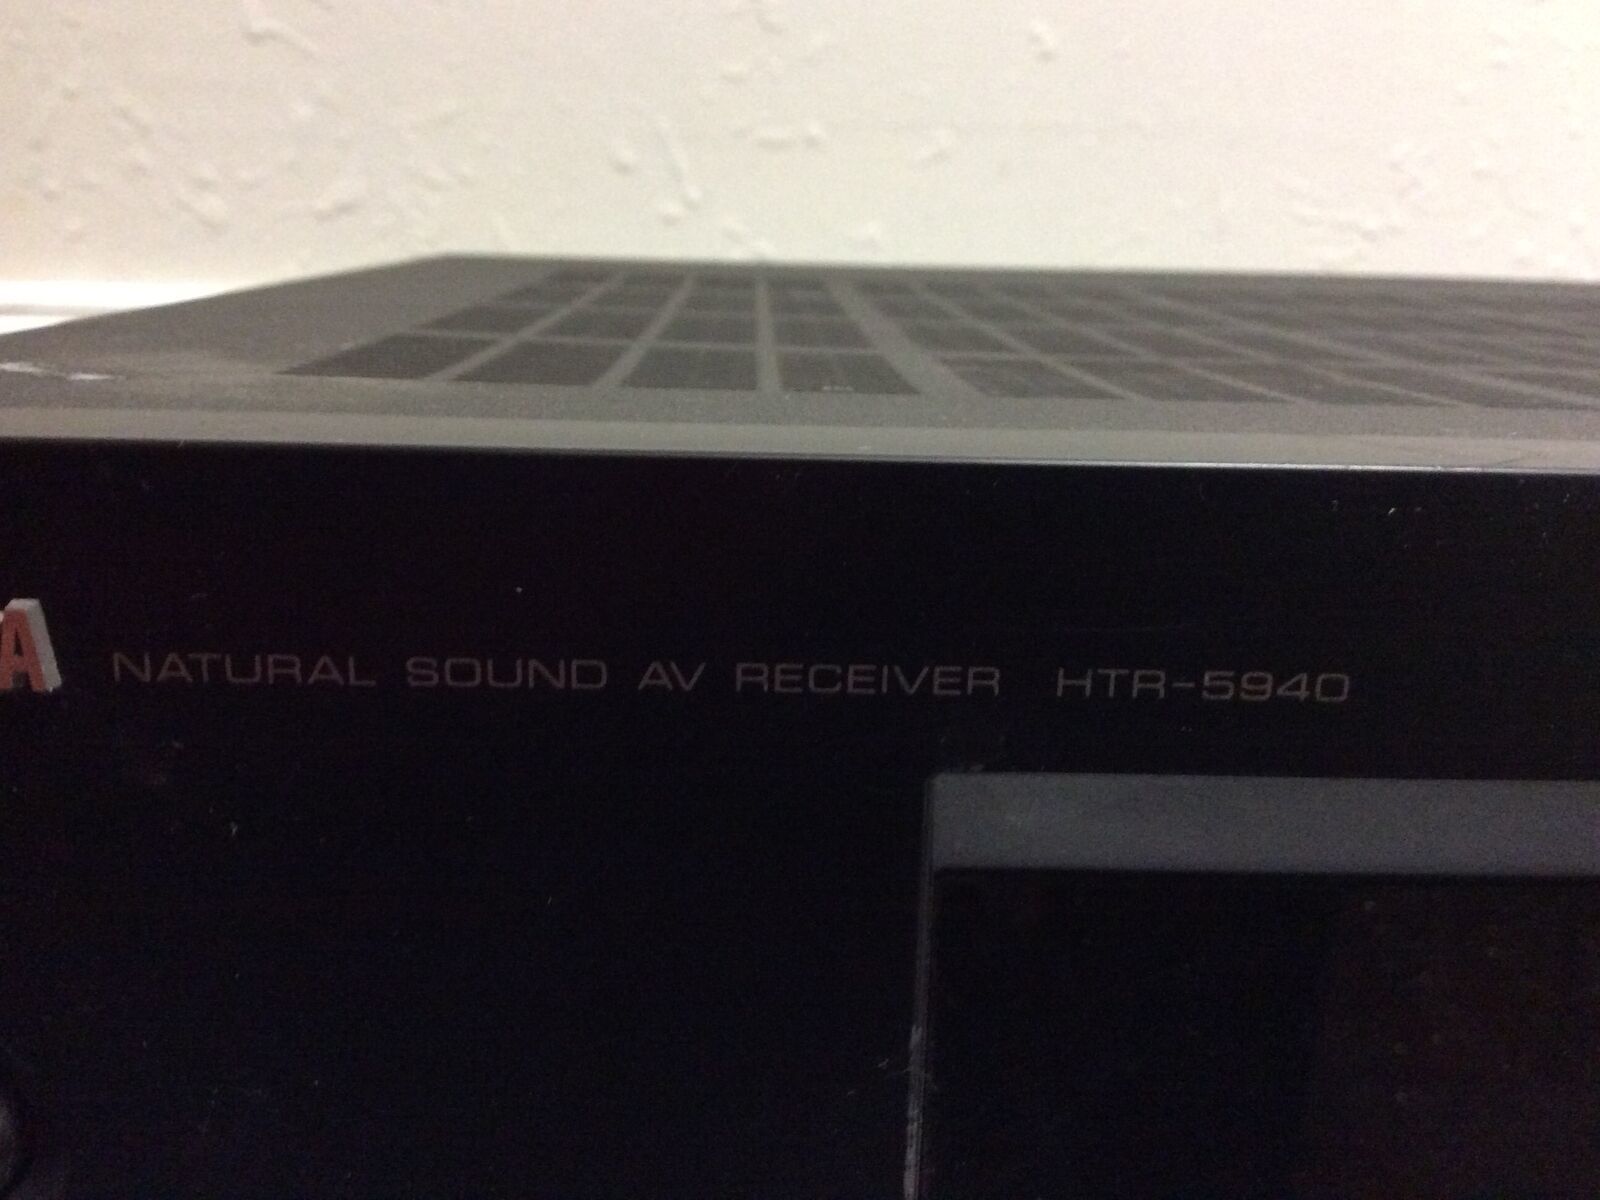 A NATURAL SOUND AV RECEIVER HTR-5940